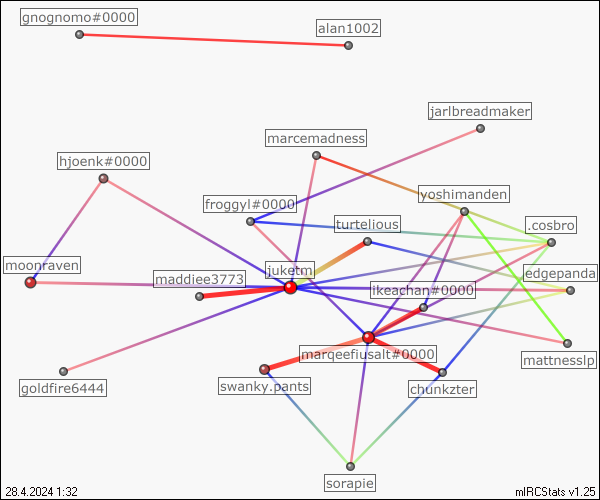 gnognomo#0000
alan1002
jarlbreadmaker
marcemadness
hjoenk#0000
yoshimanden
froggyl#0000
turtelious
.cosbro
moonraven
maddiee3773
juketm
edgepanda
ikeachan#0000
marqeefiusalt#0000
mattnesslp
goldfire6444
swanky.pants
chunkzter
sorapie
28.4.2024 1:32
mIRCStats v1.25